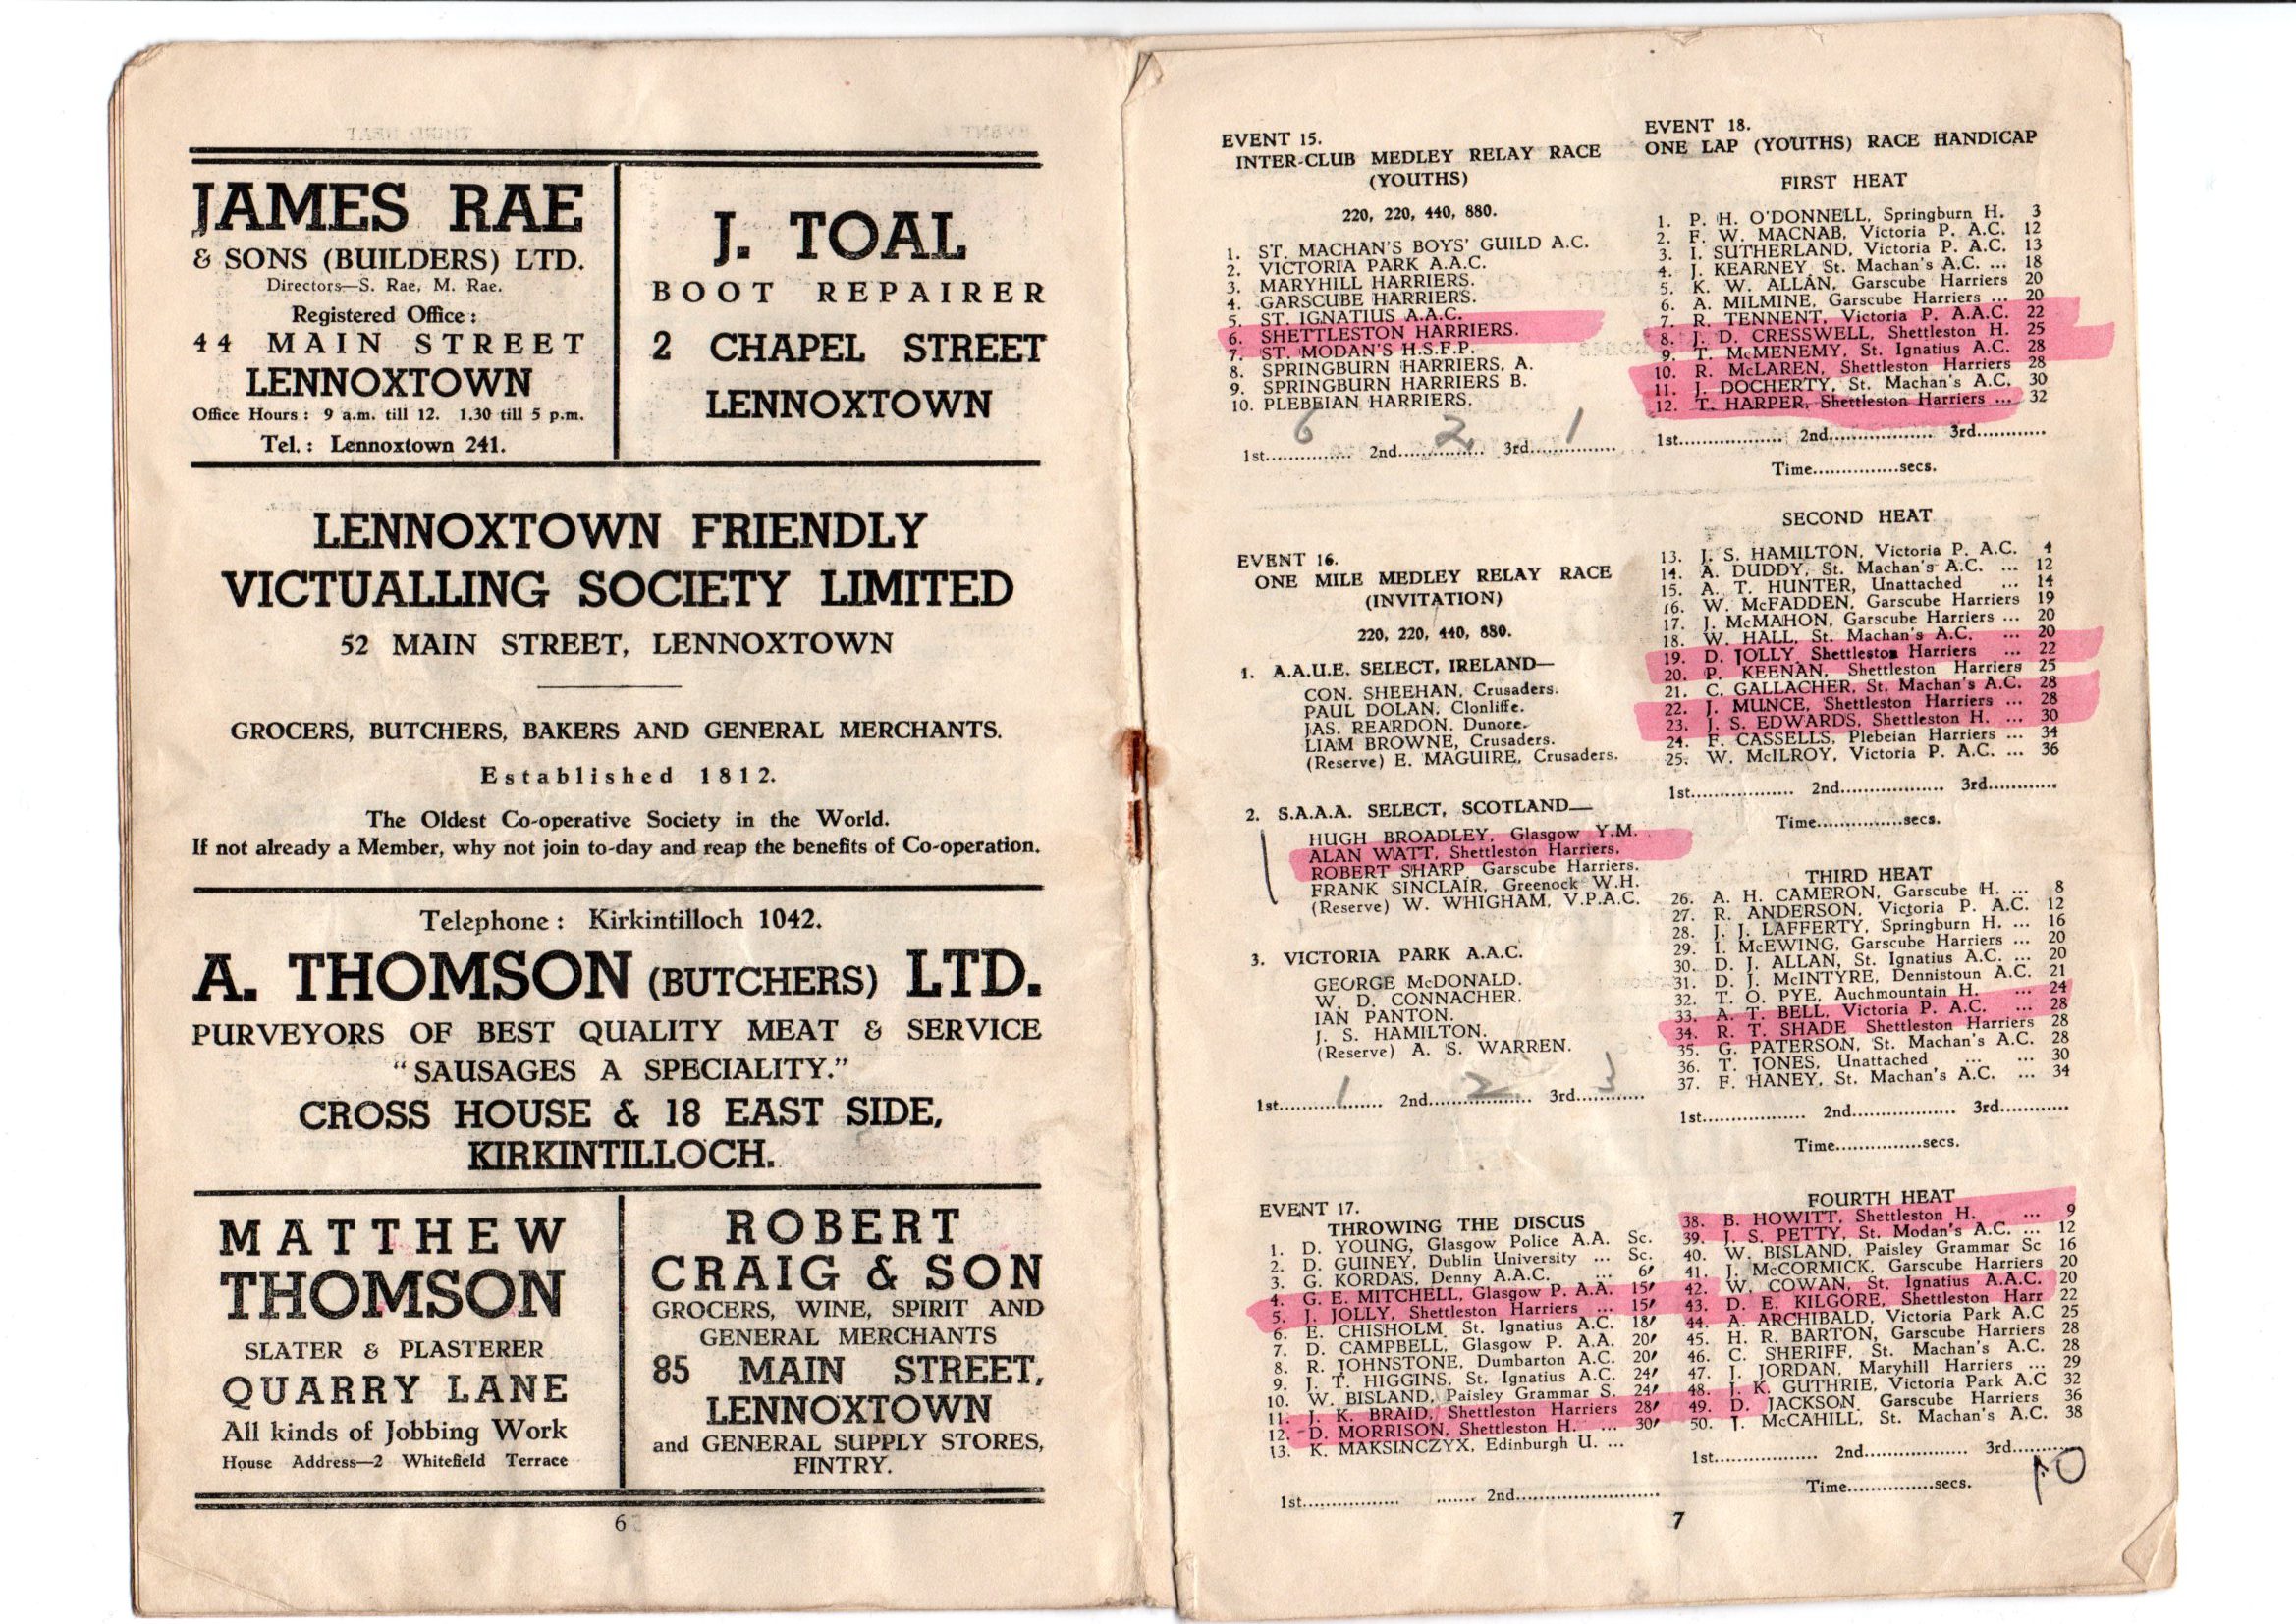 JAMES RAE
& SONS (BUILDERS) LTD.
Directors—S. Rae, M. Rae.
Registered Office :
44 MAIN STREET
LENNOXTOWN
Office Hours : 9 a.m. till 12. 1.30 till 5 p.m.
Tel. : Lennoxtown 241.
J. TOAL
BOOT REPAIRER
2 CHAPEL STREET
LENNOXTOWN
LENNOXTOWN FRIENDLY
VICTUALLING SOCIETY LIMITED
52 MAIN STREET, LENNOXTOWN
GROCERS, BUTCHERS, BAKERS AND GENERAL MERCHANTS.
Established 1812.
The Oldest Co-operative Society in the World.
If not already a Member, why not join to-day and reap the benefits of Co-operation.
Telephone : Kirkintilloch 1042.
A. THOMSON (BUTCHERS) LTD.
PURVEYORS OF BEST QUALITY MEAT & SERVICE
"SAUSAGES A SPECIALITY."
CROSS HOUSE & 18 EAST SIDE,
KIRKINTILLOCH.
MATTHEW
THOMSON
SLATER & PLASTERER
QUARRY LANE
All kinds of Jobbing Work
House Address—2 Whitefield Terrace
ROBERT
CRAIG & SON
GROCERS, WINE, SPIRIT AND
GENERAL MERCHANTS
85 MAIN STREET,
LENNOXTOWN
and GENERAL SUPPLY STORES,
FINTRY.
6
EVENT 15.
INTER-CLUB MEDLEY RELAY RACE
(YOUTHS)
220, 220, 440, 880.
1. ST. MACHAN'S BOYS' GUILD A.C.
2. VICTORIA PARK A.A.C.
3. MARYHILL HARRIERS.
4. GARSCUBE HARRIERS.
5. ST. IGNATIUS A.A.C.
6. SHETTLESTON HARRIERS.
7. ST. MODAN'S H.S.F.P.
8. SPRINGBURN HARRIERS, A.
9. SPRINGBURN HARRIERS B.
10. PLEBEIAN HARRIERS.
6 2 1
1st................ 2nd................ 3rd...............
EVENT 16.
ONE MILE MEDLEY RELAY RACE
(INVITATION)
220, 220, 440, 880.
1. A.A.U.E. SELECT, IRELAND—
CON. SHEEHAN, Crusaders.
PAUL DOLAN, Clonliffe.
JAS. REARDON, Dunore.
LIAM BROWNE, Crusaders.
(Reserve) E. MAGUIRE, Crusaders.
2. S.A.A.A. SELECT, SCOTLAND—
HUGH BROADLEY, Glasgow Y.M.
ALAN WATT, Shettleston Harriers.
ROBERT SHARP, Garscube Harriers.
FRANK SINCLAIR, Greenock W.H.
(Reserve) W. WHIGHAM, V.P.A.C.
3. VICTORIA PARK A.A.C.
GEORGE McDONALD.
W. D. CONNACHER.
IAN PANTON.
J. S. HAMILTON.
(Reserve) A. S. WARREN.
1 2 3
1st................... 2nd................... 3rd............
EVENT 17.
THROWING THE DISCUS
1. D. YOUNG, Glasgow Police A.A. Sc.
2. D. GUINEY, Dublin University ... Sc.
3. G. KORDAS, Denny A.A.C. ... 6'
4. G. E. MITCHELL, Glasgow P. A.A. 15'
5. J. JOLLY, Shettleston Harriers ... 15'
6. E. CHISHOLM, St. Ignatius A.C. 18'
7. D. CAMPBELL, Glasgow P. A.A. 20'
8. R. JOHNSTONE, Dumbarton A.C. 20'
9. J. T. HIGGINS, St. Ignatius A.C. 24'
10. W. BISLAND, Paisley Grammar S. 24'
11. J. K. BRAID, Shettleston Harriers 28'
12. D. MORRISON, Shettleston H. ... 30'
13. K. MAKSINCZYX, Edinburgh U. ...
1st................. ....... 2nd.........................
EVENT 18.
ONE LAP (YOUTHS) RACE HANDICAP
FIRST HEAT
1. P. H. O'DONNELL, Springburn H. 3
2. F. W. MACNAB, Victoria P. A.C. 12
3. I. SUTHERLAND, Victoria P. A.C. 13
4. J. KEARNEY, St. Machan's A.C. ... 18
5. K. W. ALLAN, Garscube Harriers 20
6. A. MILMINE, Garscube Harriers ... 20
7. R. TENNENT, Victoria P. A.A.C. 22
8. J. D. CRESSWELL, Shettleston H. 25
9. T. McMENEMY, St. Ignatius A.C. 28
10. R. McLAREN, Shettleston Harriers 28
11. J. DOCHERTY, St. Machan's A.C. 30
12. T. HARPER, Shettleston Harriers ... 32
1st.................. 2nd.................. 3rd............
Time...............secs.
SECOND HEAT
13. J. S. HAMILTON, Victoria P. A.C. 4
14. A. DUDDY, St. Machan's A.C. ... 12
15. A. T. HUNTER, Unattached ... 14
16. W. McFADDEN, Garscube Harriers 19
17. J. McMAHON, Garscube Harriers ... 20
18. W. HALL, St. Machan's A.C. ... 20
19. D. JOLLY, Shettleston Harriers ... 22
20. P. KEENAN, Shettleston Harriers 25
21. C. GALLACHER, St. Machan's A.C. 28
22. J. MUNCE, Shettleston Harriers ... 28
23. J. S. EDWARDS, Shettleston H. ... 30
24. F. CASSELLS, Plebeian Harriers ... 34
25. W. McILROY, Victoria P. A.C. ... 36
1st.................. 2nd.................. 3rd............
Time...............secs.
THIRD HEAT
26. A. H. CAMERON, Garscube H. ... 8
27. R. ANDERSON, Victoria P. A.C. 12
28. J. J. LAFFERTY, Springburn H. ... 16
29. I. McEWING, Garscube Harriers ... 20
30. D. J. ALLAN, St. Ignatius A.C. ... 20
31. D. J. McINTYRE, Dennistoun A.C. 21
32. T. O. PYE, Auchmountain H. ... 24
33. A. T. BELL, Victoria P. A.C. ... 28
34. R. T. SHADE, Shettleston Harriers 28
35. G. PATERSON, St. Machan's A.C. 28
36. T. JONES, Unattached ... ... 30
37. F. HANEY, St. Machan's A.C. ... 34
1st.................. 2nd.................. 3rd............
Time...............secs.
FOURTH HEAT
38. B. HOWITT, Shettleston H. ... 9
39. J. S. PETTY, St. Modan's A.C. ... 12
40. W. BISLAND, Paisley Grammar Sc 16
41. J. McCORMICK, Garscube Harriers 20
42. W. COWAN, St. Ignatius A.A.C. 20
43. D. E. KILGORE, Shettleston Harr 22
44. A. ARCHIBALD, Victoria Park A.C 25
45. H. R. BARTON, Garscube Harriers 28
46. C. SHERIFF, St. Machan's A.C. 28
47. J. JORDAN, Maryhill Harriers ... 29
48. J. K. GUTHRIE, Victoria Park A.C 32
49. D. JACKSON, Garscube Harriers 36
50. J. McCAHILL, St. Machan's A.C. 38
1st.................. 2nd.................. 3rd............
Time...............secs.
7